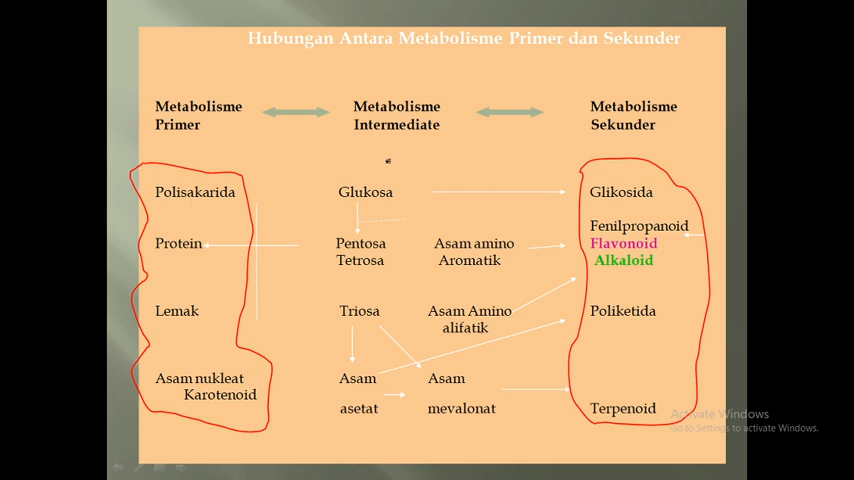 Hubungan Antara Metabolisme Primer dan Sekunder
Metabolisme Primer
Metabolisme Intermediate
Metabolisme Sekunder
Polisakarida
Glukosa
Glikosida
Fenilpropanoid
Protein
Pentosa
Asam amino
Flavonoid
Tetrosa
Aromatik
Alkaloid
Lemak
Triosa
Asam Amino
Poliketida
alifatik
Asam nukleat
Asam
Asam
Karotenoid
asetat
mevalonat
Terpenoid
Activate Windows
Go to Settings to activate Windows.